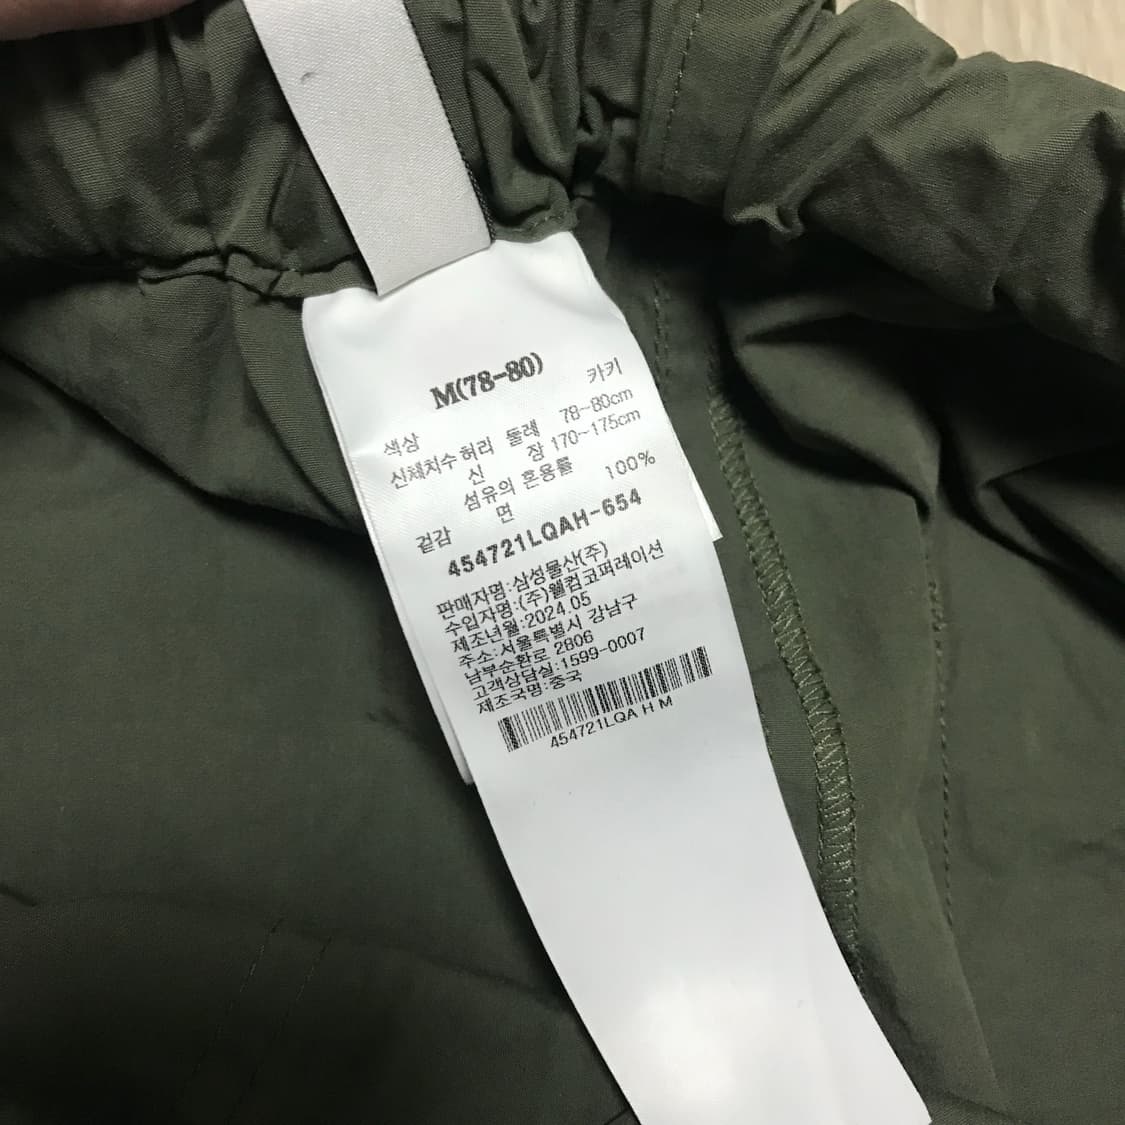 M(78-80)
색상 카키
신체치수 허리 둘레 78~80cm
신 장 170~175cm
섬유의 혼용률
겉감 면 100%
454721LQAH-654
판매자명:삼성물산(주)
수입자명:(주)웰컴코퍼레이션
제조년월:2024.05
주소:서울특별시 강남구
남부순환로 2806
고객상담실:1599-0007
제조국명:중국
454721LQA H M